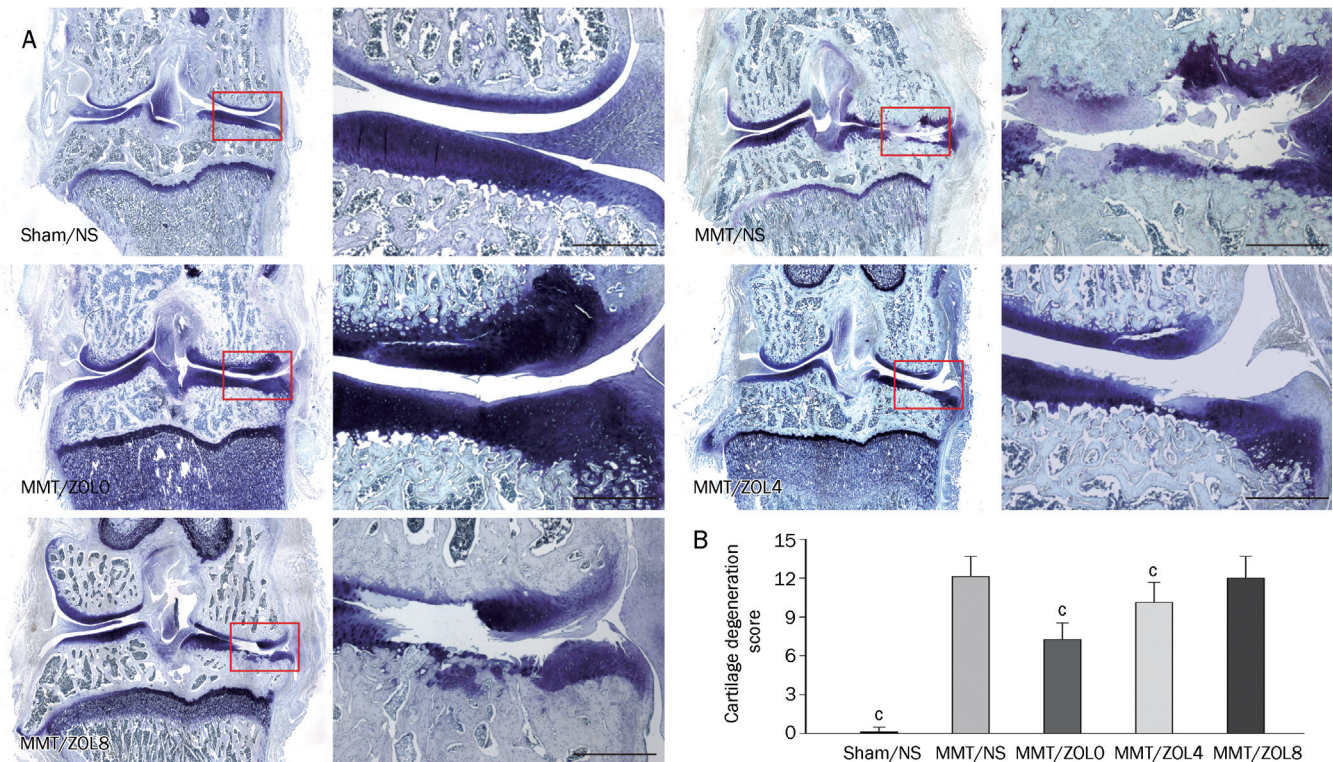 A
Sham/NS
MMT/NS
MMT/ZOL0
MMT/ZOL4
MMT/ZOL8
B
Cartilage degeneration
score
15
12
9
6
3
0
c
c
c
Sham/NS
MMT/NS
MMT/ZOL0
MMT/ZOL4
MMT/ZOL8